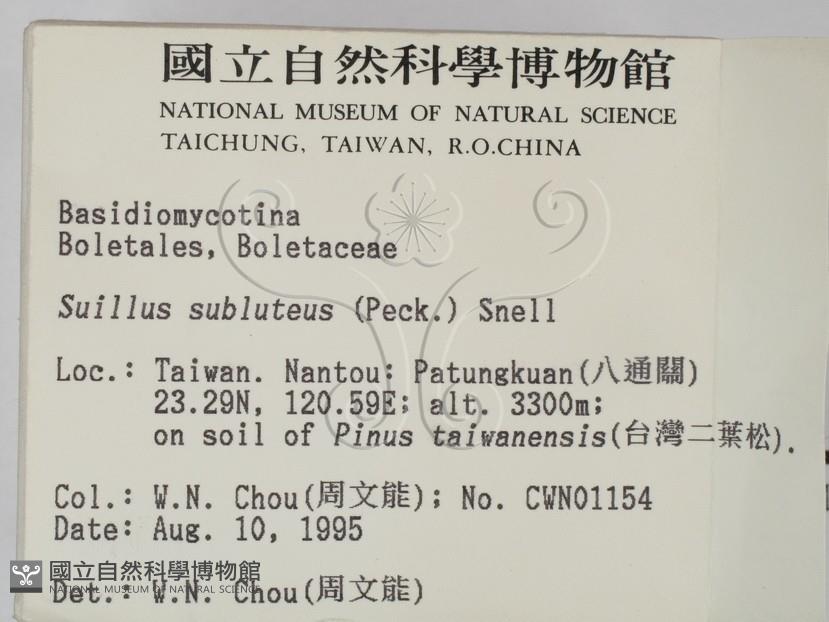 國立自然科學博物館
NATIONAL MUSEUM OF NATURAL SCIENCE
TAICHUNG, TAIWAN, R.O.CHINA
Basidiomycotina
Boletales, Boletaceae
Suillus subluteus (Peck.) Snell
Loc.: Taiwan. Nantou: Patungkuan(八通關)
23.29N, 120.59E; alt. 3300m;
on soil of Pinus taiwanensis(台灣二葉松).
Col.: W.N. Chou(周文能); No. CWN01154
Date: Aug. 10, 1995
國立自然科學博物館
NATIONAL MUSEUM OF NATURAL SCIENCE
Det.: W.N. Chou(周文能)